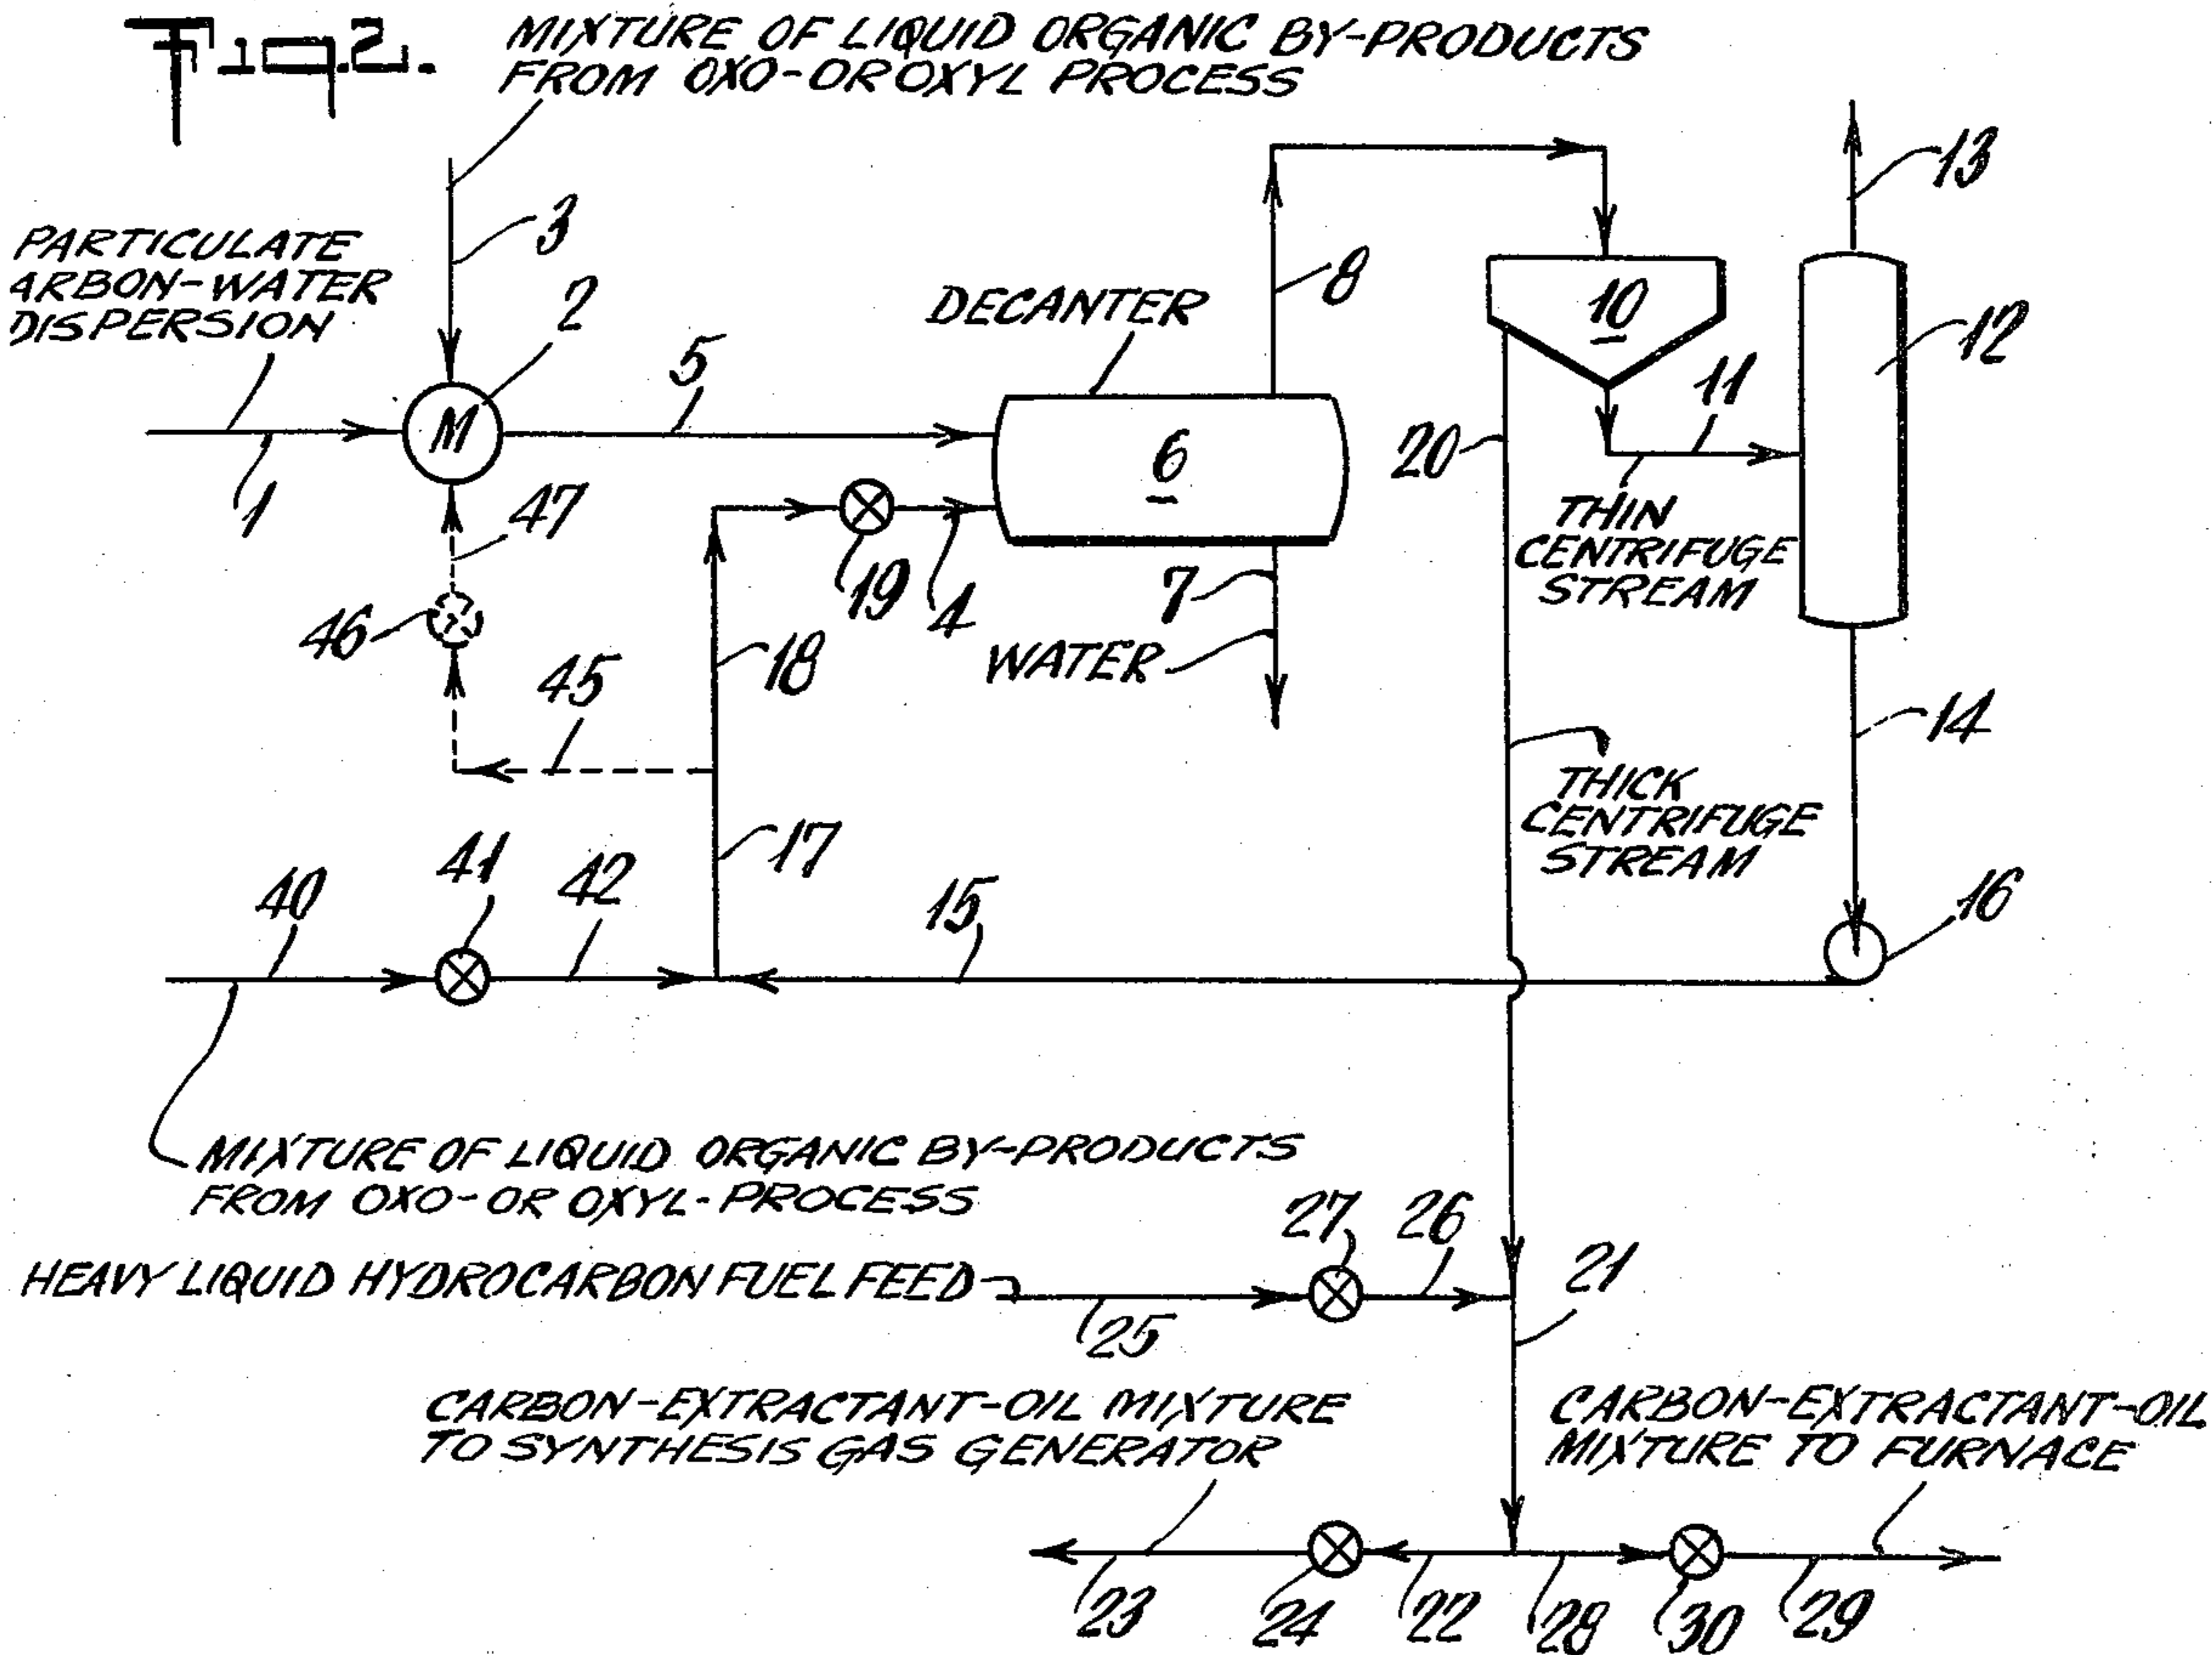 Fig.2.
MIXTURE OF LIQUID ORGANIC BY-PRODUCTS
FROM OXO-OR OXYL PROCESS
13
3
PARTICULATE
ARBON-WATER
DISPERSION
2
8
DECANTER
10
12
5
11
M
6
20
1
47
THIN
CENTRIFUGE
STREAM
19
4
7
46
18
WATER
45
14
THICK
CENTRIFUGE
STREAM
17
41
42
40
15
16
MIXTURE OF LIQUID ORGANIC BY-PRODUCTS
FROM OXO-OR OXYL-PROCESS
27
26
HEAVY LIQUID HYDROCARBON FUEL FEED
21
25
CARBON-EXTRACTANT-OIL MIXTURE
TO SYNTHESIS GAS GENERATOR
CARBON-EXTRACTANT-OIL
MIXTURE TO FURNACE
23
24
22
28
30
29